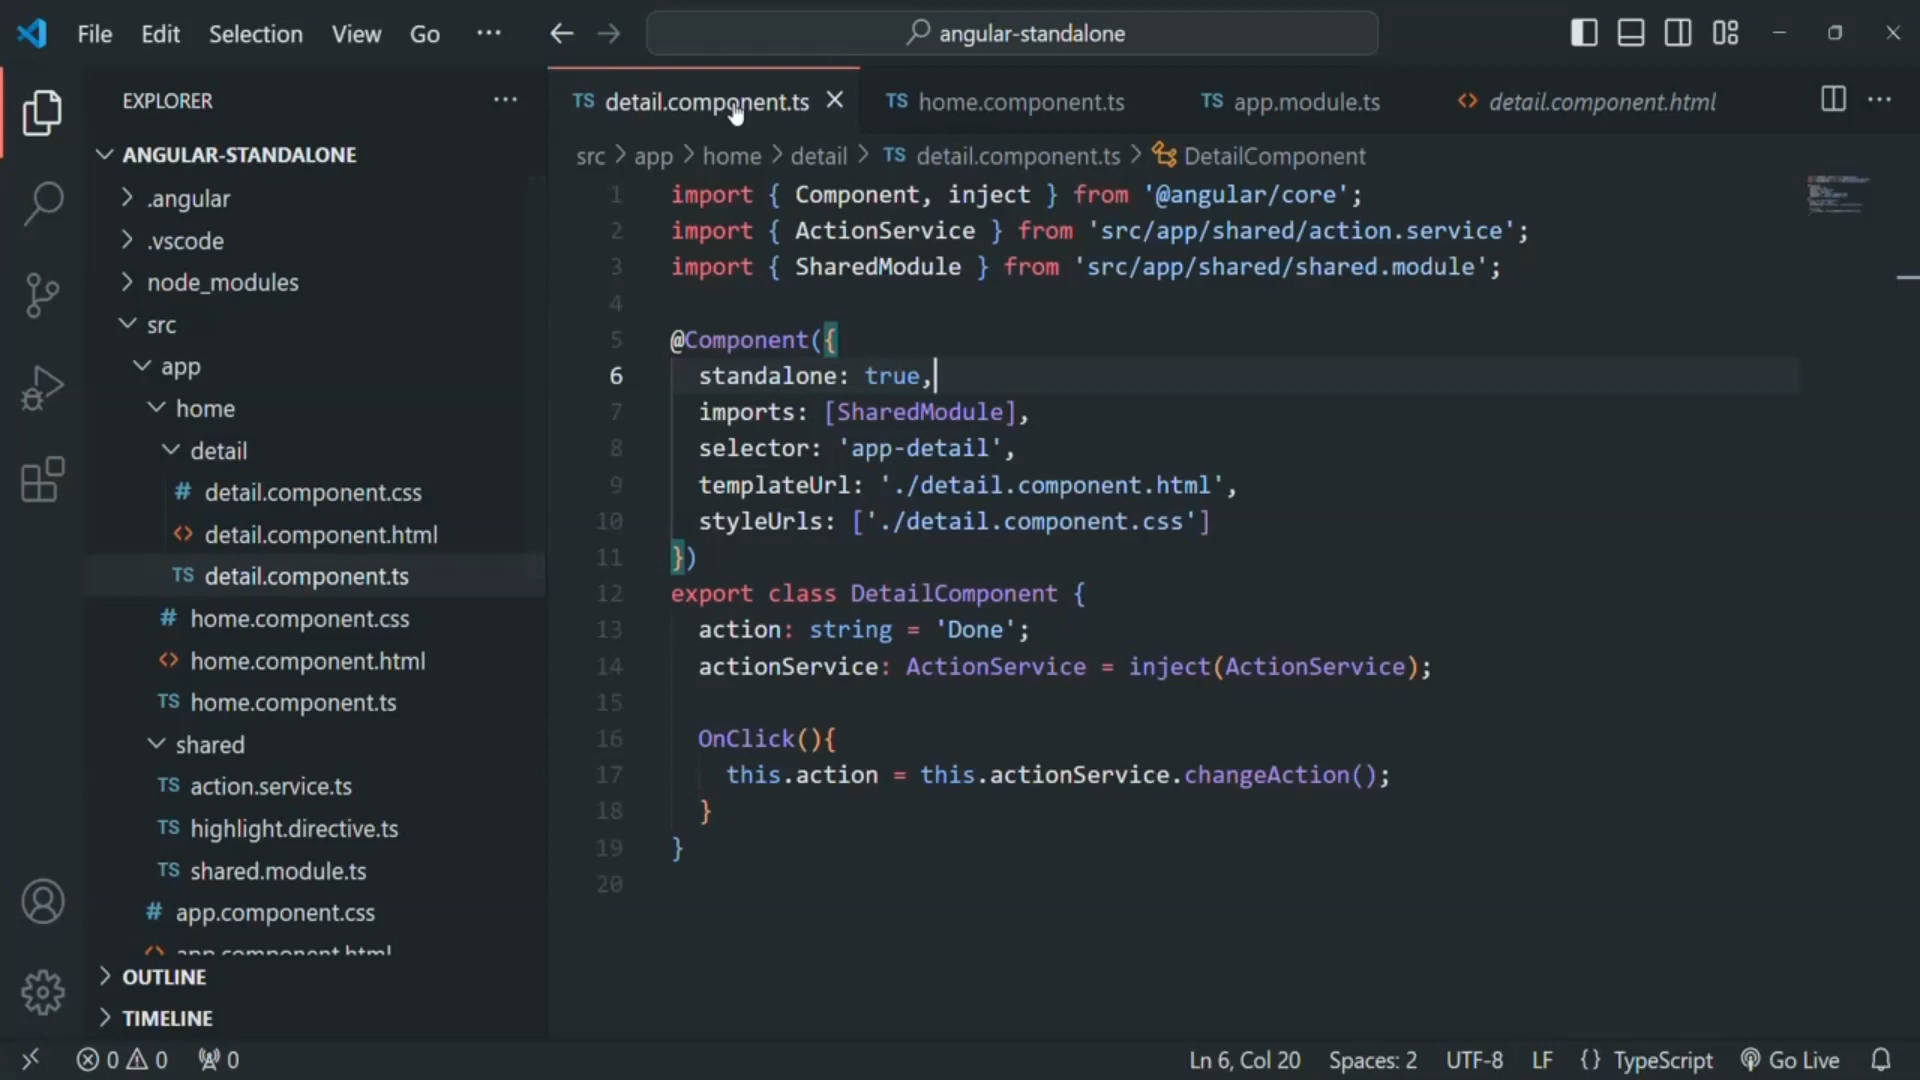 File Edit Selection View Go ··· angular-standalone
EXPLORER ···
ANGULAR-STANDALONE
.angular
.vscode
node_modules
src
app
home
detail
# detail.component.css
<> detail.component.html
TS detail.component.ts
# home.component.css
<> home.component.html
TS home.component.ts
shared
TS action.service.ts
TS highlight.directive.ts
TS shared.module.ts
# app.component.css
<> app.component.html
OUTLINE
TIMELINE
TS detail.component.ts TS home.component.ts TS app.module.ts <> detail.component.html ···
src > app > home > detail > TS detail.component.ts > DetailComponent
1 import { Component, inject } from '@angular/core';
2 import { ActionService } from 'src/app/shared/action.service';
3 import { SharedModule } from 'src/app/shared/shared.module';
4
5 @Component({
6 standalone: true,
7 imports: [SharedModule],
8 selector: 'app-detail',
9 templateUrl: './detail.component.html',
10 styleUrls: ['./detail.component.css']
11 })
12 export class DetailComponent {
13 action: string = 'Done';
14 actionService: ActionService = inject(ActionService);
15
16 OnClick(){
17 this.action = this.actionService.changeAction();
18 }
19 }
20
0 0 0 Ln 6, Col 20 Spaces: 2 UTF-8 LF {} TypeScript Go Live